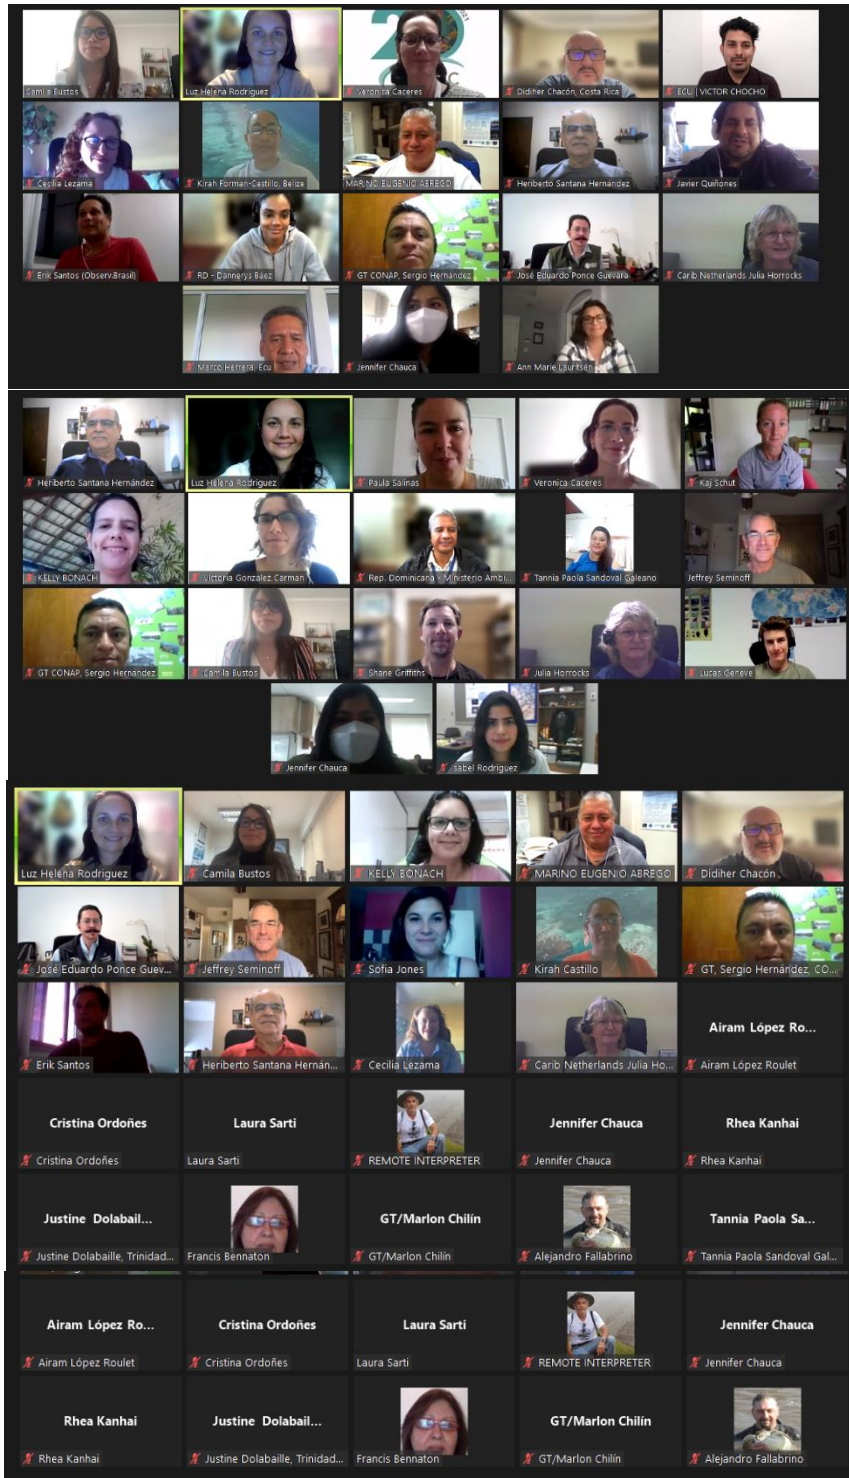 Camila Bustos
Luz Helena Rodriguez
Veronica Caceres
Didiher Chacón, Costa Rica
ECU | VICTOR CHOCHO
Cecilia Lezama
Kirah Forman-Castillo, Belize
MARINO EUGENIO ABREGO
Heriberto Santana Hernández
Javier Quiñones
Erik Santos (Observ.Brasil)
RD - Dannerys Báez
GT CONAP, Sergio Hernández
José Eduardo Ponce Guevara
Carib Netherlands Julia Horrocks
Marco Herrera, Ecu
Jennifer Chauca
Ann Marie Lauritsen
Heriberto Santana Hernández
Luz Helena Rodriguez
Paula Salinas
Veronica Caceres
Kaj Schut
KELLY BONACH
Victoria Gonzalez Carman
Rep. Dominicana - Ministerio Ambi...
Tannia Paola Sandoval Galeano
Jeffrey Seminoff
GT CONAP, Sergio Hernández
Camila Bustos
Shane Griffiths
Julia Horrocks
Lucas Geneve
Jennifer Chauca
Isabel Rodriguez
Luz Helena Rodriguez
Camila Bustos
KELLY BONACH
MARINO EUGENIO ABREGO
Didiher Chacón
José Eduardo Ponce Guev...
Jeffrey Seminoff
Sofia Jones
Kirah Castillo
GT, Sergio Hernández, CO...
Erik Santos
Heriberto Santana Hernán...
Cecilia Lezama
Carib Netherlands Julia Ho...
Airam López Ro...
Airam López Roulet
Cristina Ordoñes
Cristina Ordoñes
Laura Sarti
Laura Sarti
REMOTE INTERPRETER
Jennifer Chauca
Jennifer Chauca
Rhea Kanhai
Rhea Kanhai
Justine Dolabail...
Justine Dolabaille, Trinidad...
Francis Bennaton
GT/Marlon Chilín
GT/Marlon Chilín
Alejandro Fallabrino
Tannia Paola Sa...
Tannia Paola Sandoval Gal...
Airam López Ro...
Airam López Roulet
Cristina Ordoñes
Cristina Ordoñes
Laura Sarti
Laura Sarti
REMOTE INTERPRETER
Jennifer Chauca
Jennifer Chauca
Rhea Kanhai
Rhea Kanhai
Justine Dolabail...
Justine Dolabaille, Trinidad...
Francis Bennaton
GT/Marlon Chilín
GT/Marlon Chilín
Alejandro Fallabrino